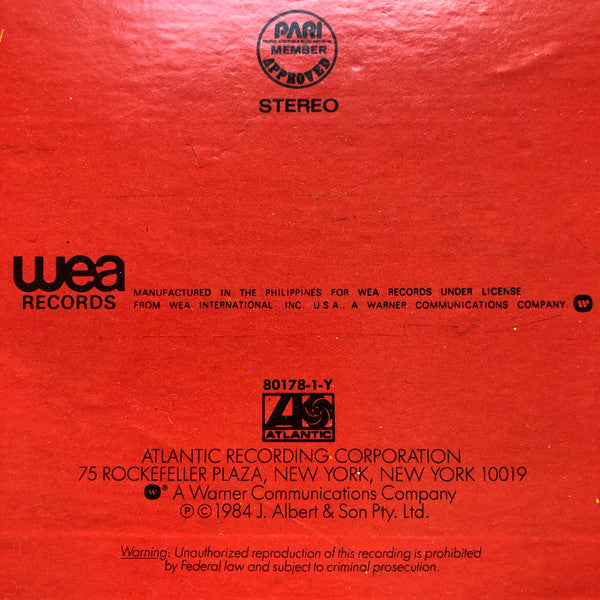 PARI
MEMBER
APPROVED
STEREO
wea
RECORDS
MANUFACTURED IN THE PHILIPPINES FOR WEA RECORDS UNDER LICENSE
FROM WEA INTERNATIONAL INC. U.S.A., A WARNER COMMUNICATIONS COMPANY.
80178-1-Y
ATLANTIC
ATLANTIC RECORDING CORPORATION
75 ROCKEFELLER PLAZA, NEW YORK, NEW YORK 10019
® A Warner Communications Company
℗ © 1984 J. Albert & Son Pty. Ltd.
Warning: Unauthorized reproduction of this recording is prohibited
by Federal law and subject to criminal prosecution.